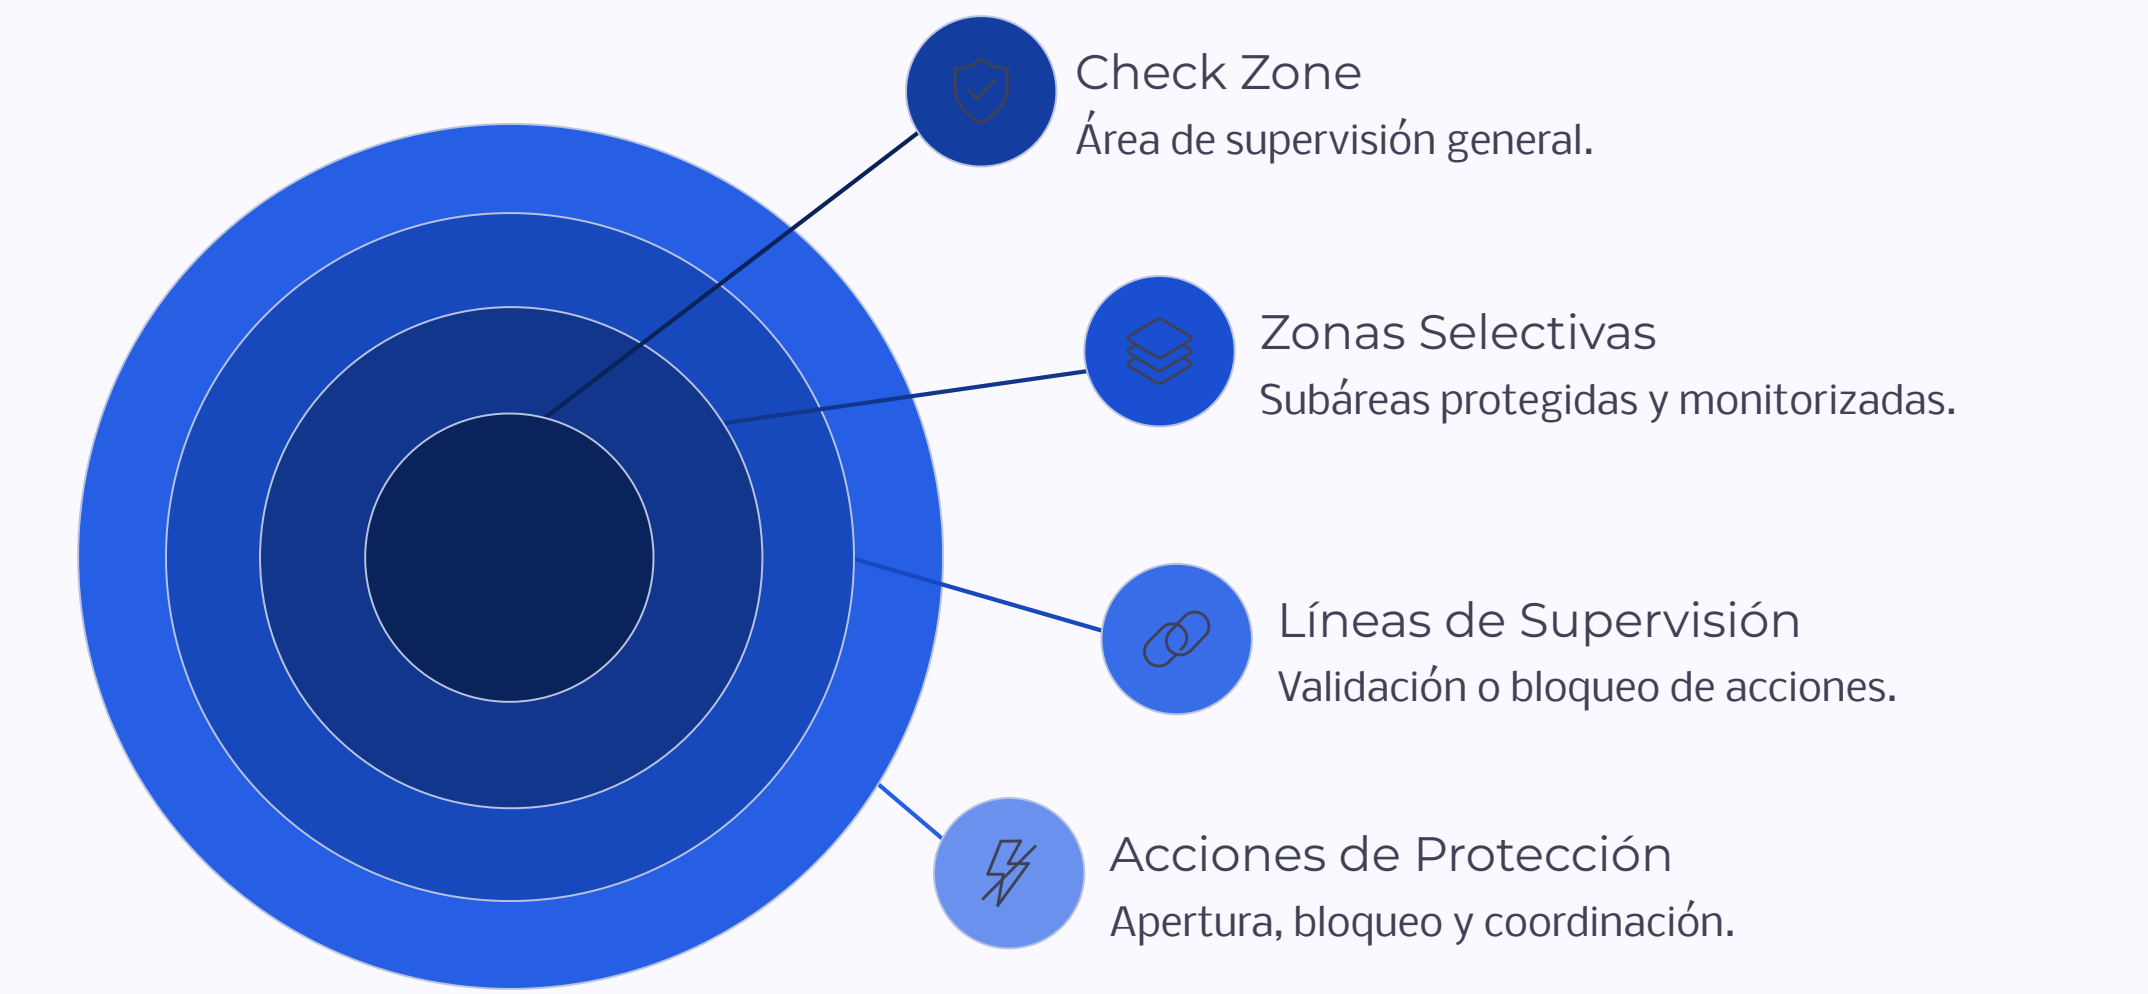 Check Zone
Área de supervisión general.
Zonas Selectivas
Subáreas protegidas y monitorizadas.
Líneas de Supervisión
Validación o bloqueo de acciones.
Acciones de Protección
Apertura, bloqueo y coordinación.